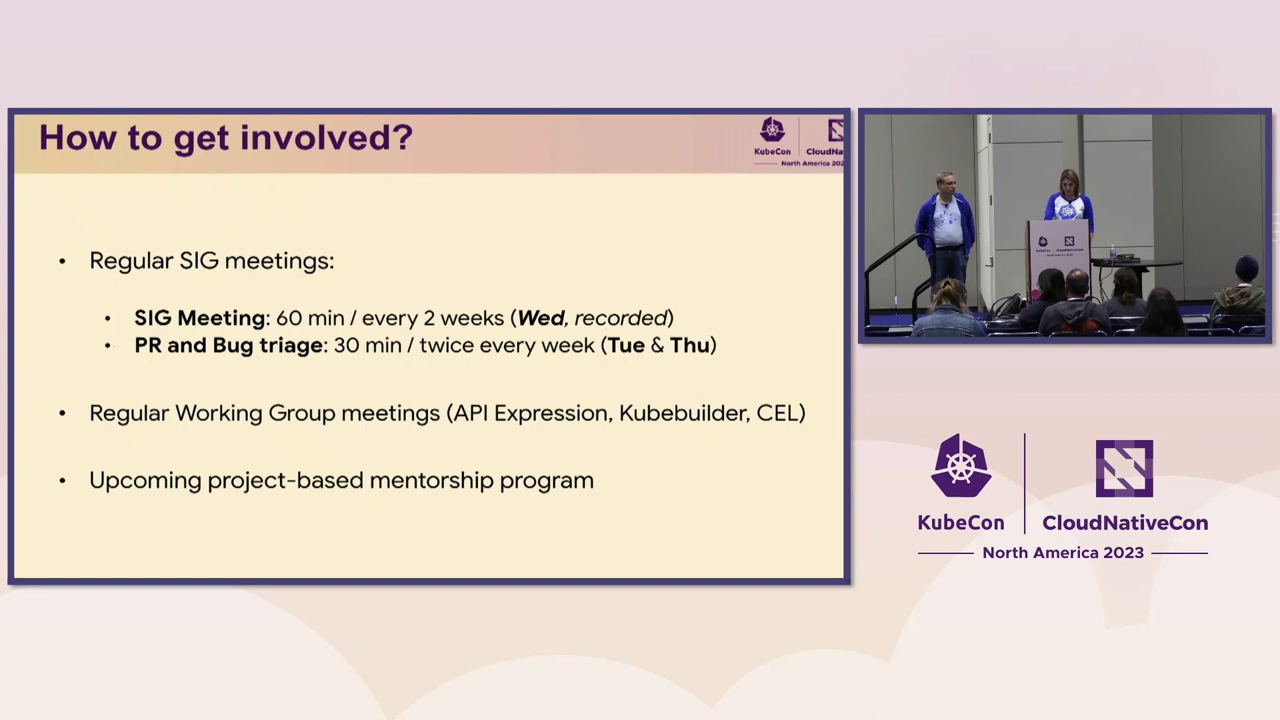 How to get involved?
KubeCon
North America 202
• Regular SIG meetings:
• SIG Meeting: 60 min / every 2 weeks (Wed, recorded)
• PR and Bug triage: 30 min / twice every week (Tue & Thu)
• Regular Working Group meetings (API Expression, Kubebuilder, CEL)
• Upcoming project-based mentorship program
KubeCon
CloudNativeCon
North America 2023